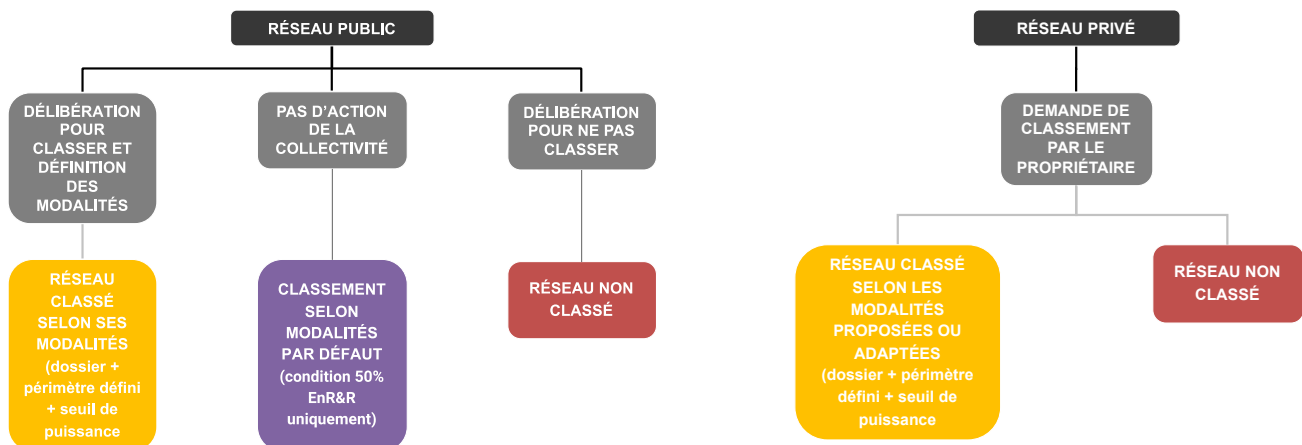 RÉSEAU PUBLIC
DÉLIBÉRATION
POUR
CLASSER ET
DÉFINITION
DES
MODALITÉS
PAS D'ACTION
DE LA
COLLECTIVITÉ
DÉLIBÉRATION
POUR NE PAS
CLASSER
RÉSEAU
CLASSÉ
SELON SES
MODALITÉS
(dossier +
périmètre défini
+ seuil de
puissance
CLASSEMENT
SELON
MODALITÉS
PAR DÉFAUT
(condition 50%
EnR&R
uniquement)
RÉSEAU NON
CLASSÉ
RÉSEAU PRIVÉ
DEMANDE DE
CLASSEMENT
PAR LE
PROPRIÉTAIRE
RÉSEAU CLASSÉ
SELON LES
MODALITÉS
PROPOSÉES OU
ADAPTÉES
(dossier + périmètre
défini + seuil de
puissance
RÉSEAU NON
CLASSÉ